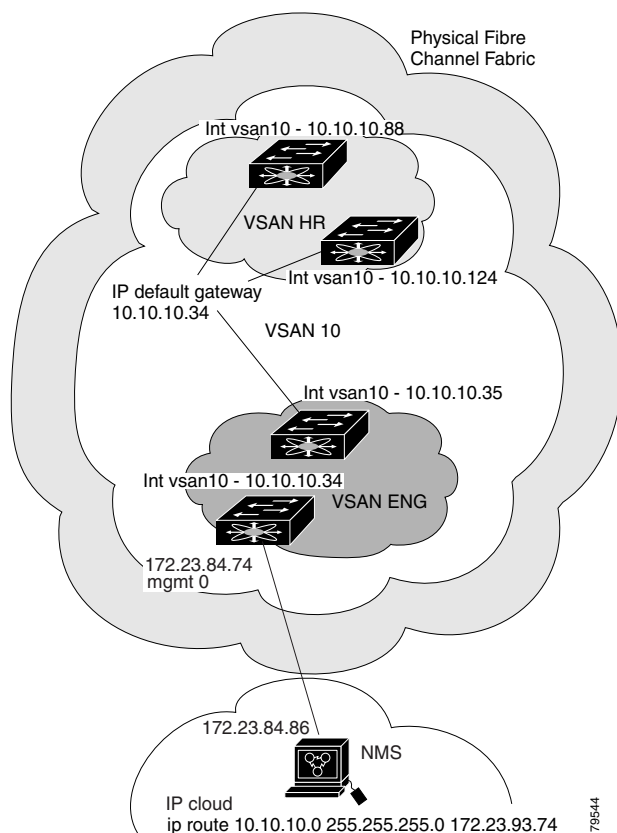 Physical Fibre
Channel Fabric
Int vsan10 - 10.10.10.88
VSAN HR
Int vsan10 - 10.10.10.124
IP default gateway
10.10.10.34
VSAN 10
Int vsan10 - 10.10.10.35
Int vsan10 - 10.10.10.34
VSAN ENG
172.23.84.74
mgmt 0
172.23.84.86
NMS
IP cloud
ip route 10.10.10.0 255.255.255.0 172.23.93.74
79544